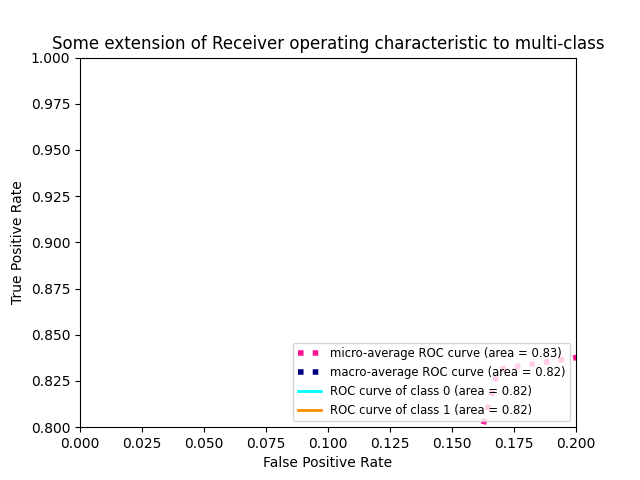 Some extension of Receiver operating characteristic to multi-class
1.000
0.975
0.950
0.925
0.900
0.875
0.850
0.825
0.800
True Positive Rate
micro-average ROC curve (area = 0.83)
macro-average ROC curve (area = 0.82)
ROC curve of class 0 (area = 0.82)
ROC curve of class 1 (area = 0.82)
0.000 0.025 0.050 0.075 0.100 0.125 0.150 0.175 0.200
False Positive Rate